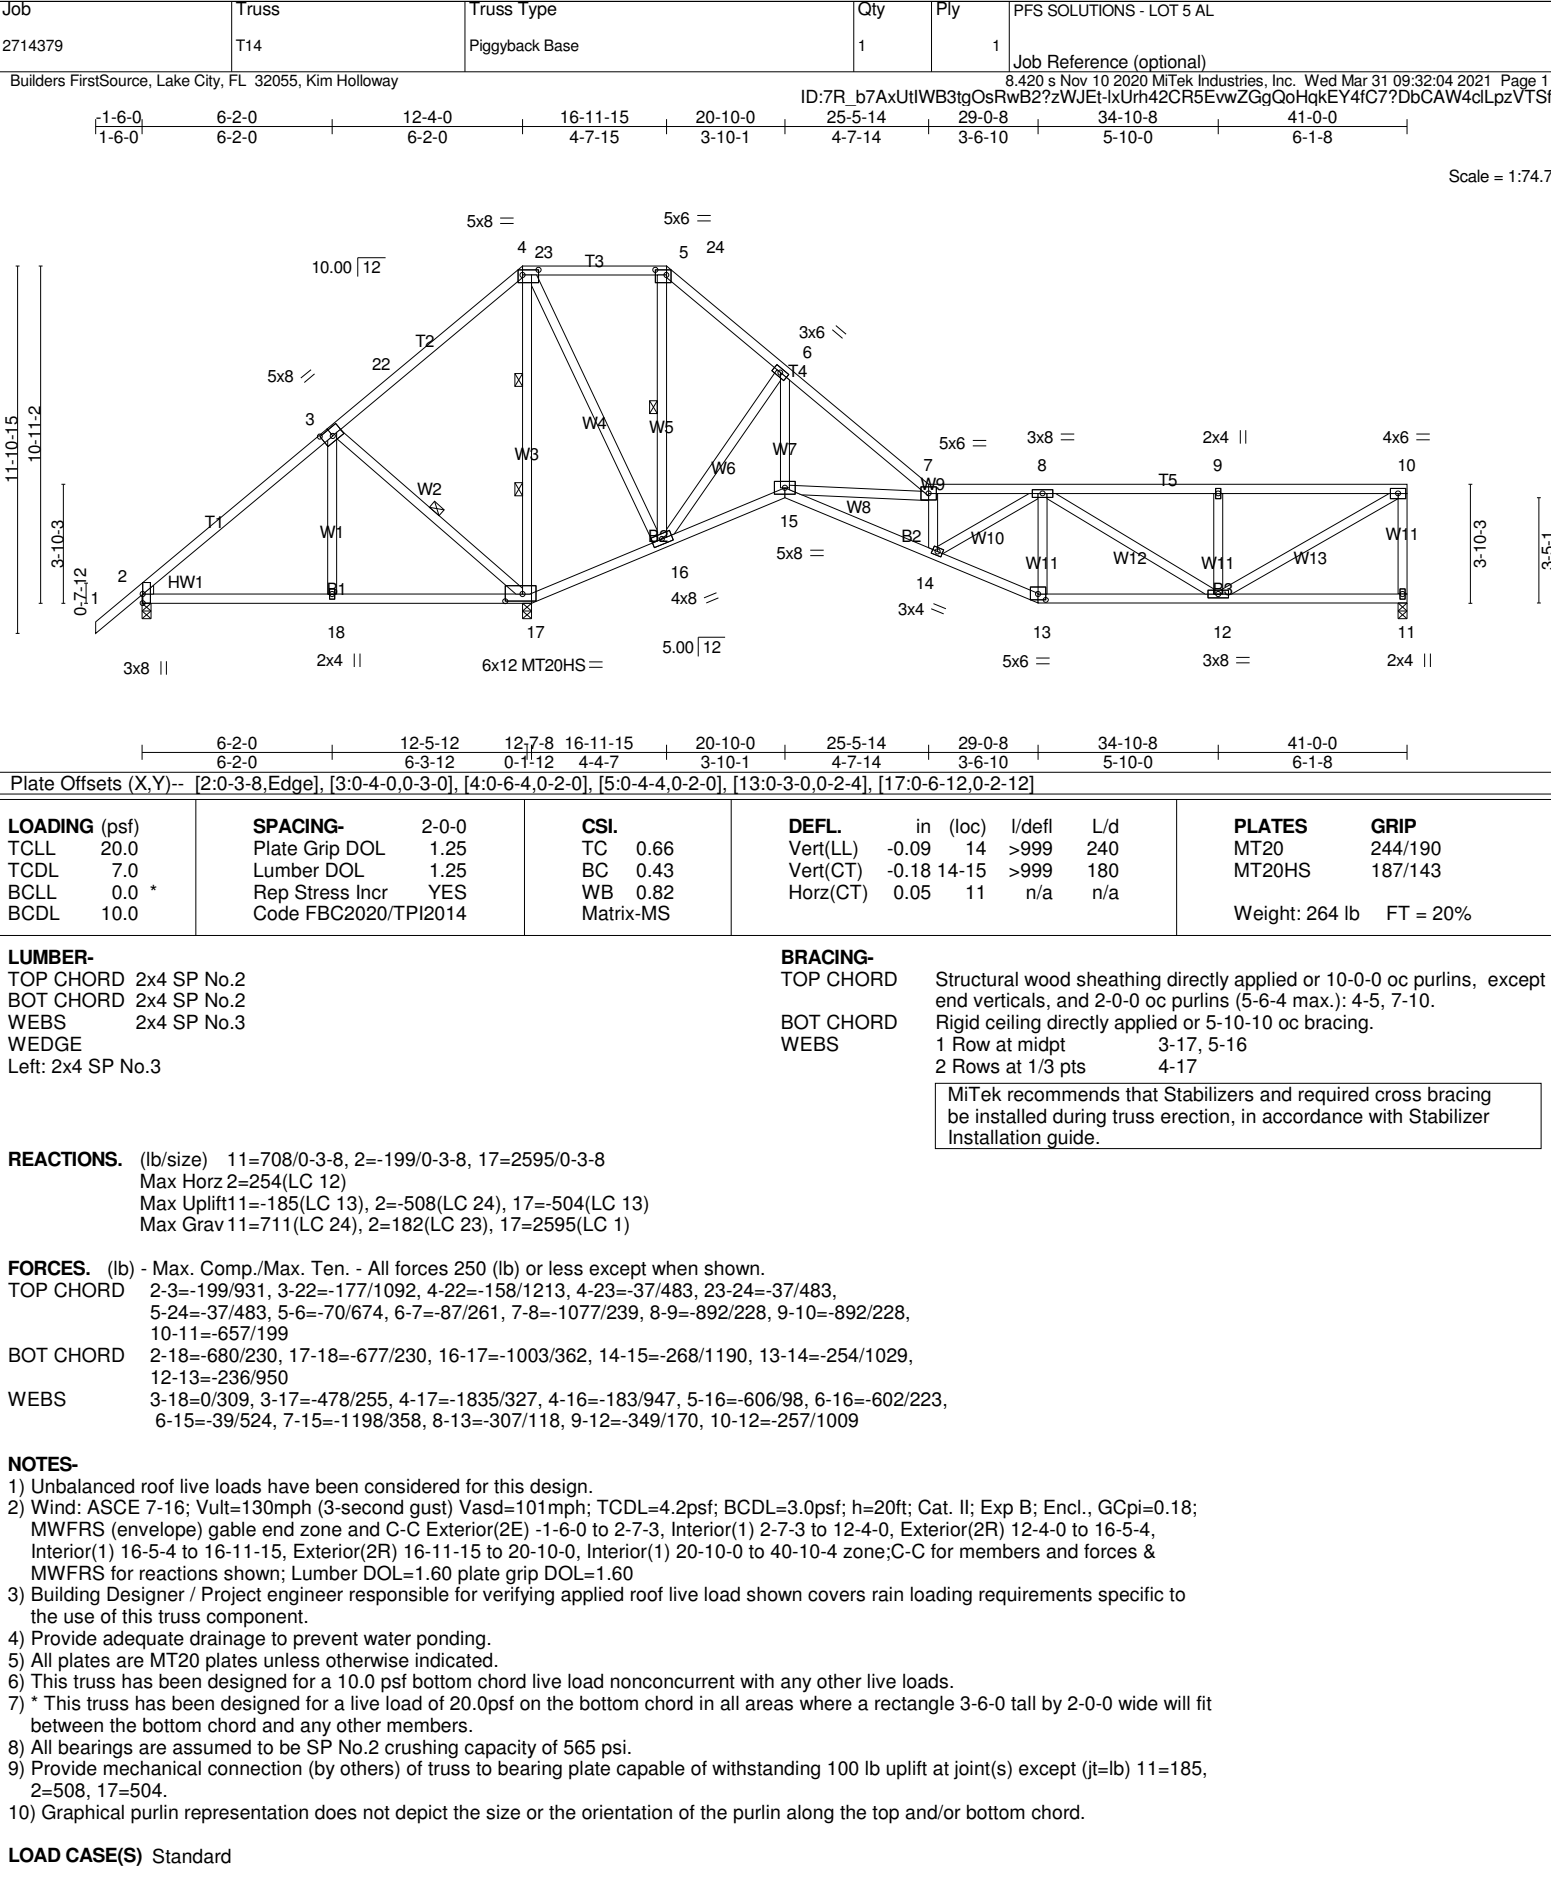 Job Truss Truss Type Qty Ply PFS SOLUTIONS - LOT 5 AL
2714379 T14 Piggyback Base 1 1
Job Reference (optional)
Builders FirstSource, Lake City, FL 32055, Kim Holloway 8.420 s Nov 10 2020 MiTek Industries, Inc. Wed Mar 31 09:32:04 2021 Page 1
-1-6-0 6-2-0 12-4-0 16-11-15 20-10-0 25-5-14 29-0-8 34-10-8 41-0-0
1-6-0 6-2-0 6-2-0 4-7-15 3-10-1 4-7-14 3-6-10 5-10-0 6-1-8
Scale = 1:74.7
5x8 = 5x6 =
4 23 5 24
10.00 12 T3
3x6
T2 6
22 T4
5x8
3
11-10-15 10-11-2 W4 W5
W3 W7 5x6 = 3x8 = 2x4 || 4x6 =
W6 7 8 9 10
W2 W9 T5
W8
T1 W1 15 B2 W10 W11
3-10-3 5x8 = W11 W12 W11 W13 3-10-3
2 HW1 16 14
0-7-12 1 4x8 3x4
18 17 13 12 11
5.00 12
3x8 || 2x4 || 6x12 MT20HS = 5x6 = 3x8 = 2x4 ||
6-2-0 12-5-12 12-7-8 16-11-15 20-10-0 25-5-14 29-0-8 34-10-8 41-0-0
6-2-0 6-3-12 0-1-12 4-4-7 3-10-1 4-7-14 3-6-10 5-10-0 6-1-8
Plate Offsets (X,Y)-- [2:0-3-8,Edge], [3:0-4-0,0-3-0], [4:0-6-4,0-2-0], [5:0-4-4,0-2-0], [13:0-3-0,0-2-4], [17:0-6-12,0-2-12]
LOADING (psf) SPACING- 2-0-0 CSI. DEFL. in (loc) l/defl L/d PLATES GRIP
TCLL 20.0 Plate Grip DOL 1.25 TC 0.66 Vert(LL) -0.09 14 >999 240 MT20 244/190
TCDL 7.0 Lumber DOL 1.25 BC 0.43 Vert(CT) -0.18 14-15 >999 180 MT20HS 187/143
BCLL 0.0 * Rep Stress Incr YES WB 0.82 Horz(CT) 0.05 11 n/a n/a
BCDL 10.0 Code FBC2020/TPI2014 Matrix-MS Weight: 264 lb FT = 20%
LUMBER- BRACING-
TOP CHORD 2x4 SP No.2 TOP CHORD Structural wood sheathing directly applied or 10-0-0 oc purlins, except
BOT CHORD 2x4 SP No.2 end verticals, and 2-0-0 oc purlins (5-6-4 max.): 4-5, 7-10.
WEBS 2x4 SP No.3 BOT CHORD Rigid ceiling directly applied or 5-10-10 oc bracing.
WEDGE WEBS 1 Row at midpt 3-17, 5-16
Left: 2x4 SP No.3 2 Rows at 1/3 pts 4-17
MiTek recommends that Stabilizers and required cross bracing
be installed during truss erection, in accordance with Stabilizer
Installation guide.
REACTIONS. (lb/size) 11=708/0-3-8, 2=-199/0-3-8, 17=2595/0-3-8
Max Horz 2=254(LC 12)
Max Uplift11=-185(LC 13), 2=-508(LC 24), 17=-504(LC 13)
Max Grav 11=711(LC 24), 2=182(LC 23), 17=2595(LC 1)
FORCES. (lb) - Max. Comp./Max. Ten. - All forces 250 (lb) or less except when shown.
TOP CHORD 2-3=-199/931, 3-22=-177/1092, 4-22=-158/1213, 4-23=-37/483, 23-24=-37/483,
5-24=-37/483, 5-6=-70/674, 6-7=-87/261, 7-8=-1077/239, 8-9=-892/228, 9-10=-892/228,
10-11=-657/199
BOT CHORD 2-18=-680/230, 17-18=-677/230, 16-17=-1003/362, 14-15=-268/1190, 13-14=-254/1029,
12-13=-236/950
WEBS 3-18=0/309, 3-17=-478/255, 4-17=-1835/327, 4-16=-183/947, 5-16=-606/98, 6-16=-602/223,
6-15=-39/524, 7-15=-1198/358, 8-13=-307/118, 9-12=-349/170, 10-12=-257/1009
NOTES-
1) Unbalanced roof live loads have been considered for this design.
2) Wind: ASCE 7-16; Vult=130mph (3-second gust) Vasd=101mph; TCDL=4.2psf; BCDL=3.0psf; h=20ft; Cat. II; Exp B; Encl., GCpi=0.18;
MWFRS (envelope) gable end zone and C-C Exterior(2E) -1-6-0 to 2-7-3, Interior(1) 2-7-3 to 12-4-0, Exterior(2R) 12-4-0 to 16-5-4,
Interior(1) 16-5-4 to 16-11-15, Exterior(2R) 16-11-15 to 20-10-0, Interior(1) 20-10-0 to 40-10-4 zone;C-C for members and forces &
MWFRS for reactions shown; Lumber DOL=1.60 plate grip DOL=1.60
3) Building Designer / Project engineer responsible for verifying applied roof live load shown covers rain loading requirements specific to
the use of this truss component.
4) Provide adequate drainage to prevent water ponding.
5) All plates are MT20 plates unless otherwise indicated.
6) This truss has been designed for a 10.0 psf bottom chord live load nonconcurrent with any other live loads.
7) * This truss has been designed for a live load of 20.0psf on the bottom chord in all areas where a rectangle 3-6-0 tall by 2-0-0 wide will fit
between the bottom chord and any other members.
8) All bearings are assumed to be SP No.2 crushing capacity of 565 psi.
9) Provide mechanical connection (by others) of truss to bearing plate capable of withstanding 100 lb uplift at joint(s) except (jt=lb) 11=185,
2=508, 17=504.
10) Graphical purlin representation does not depict the size or the orientation of the purlin along the top and/or bottom chord.
LOAD CASE(S) Standard